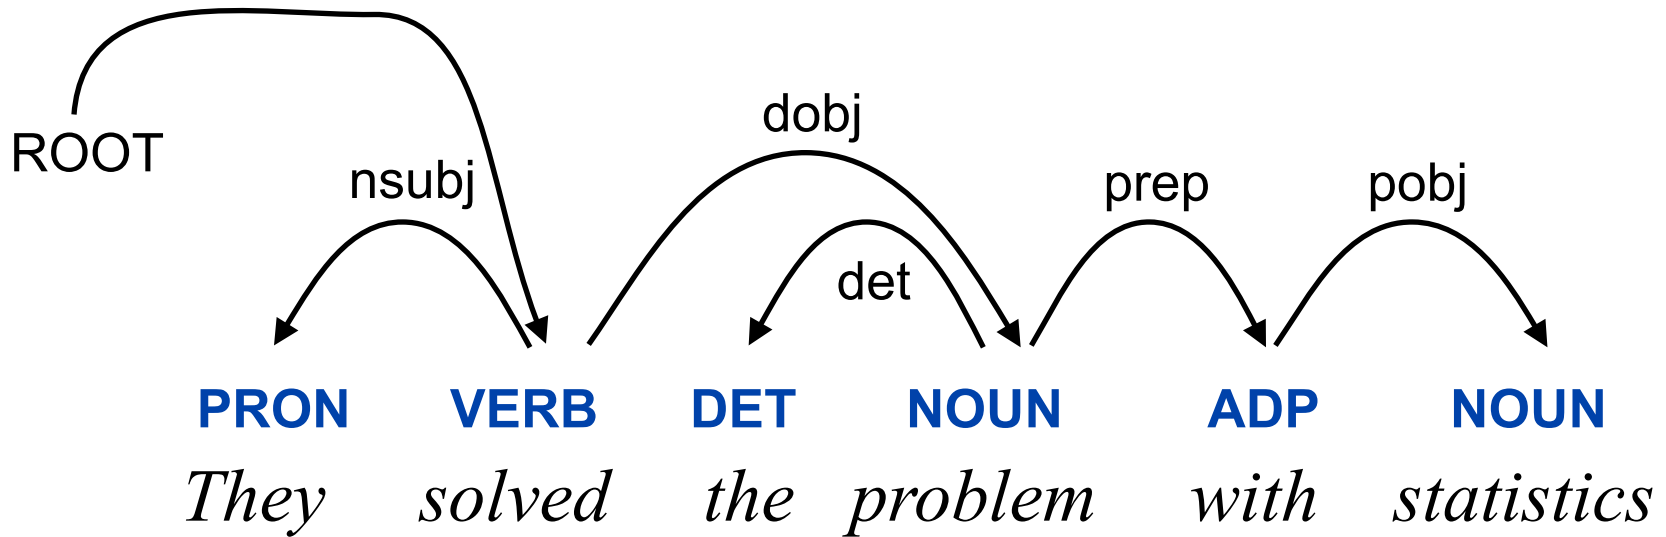 dobj
ROOT
nsubj prep pobj
det
PRON VERB DET NOUN ADP NOUN
They solved the problem with statistics